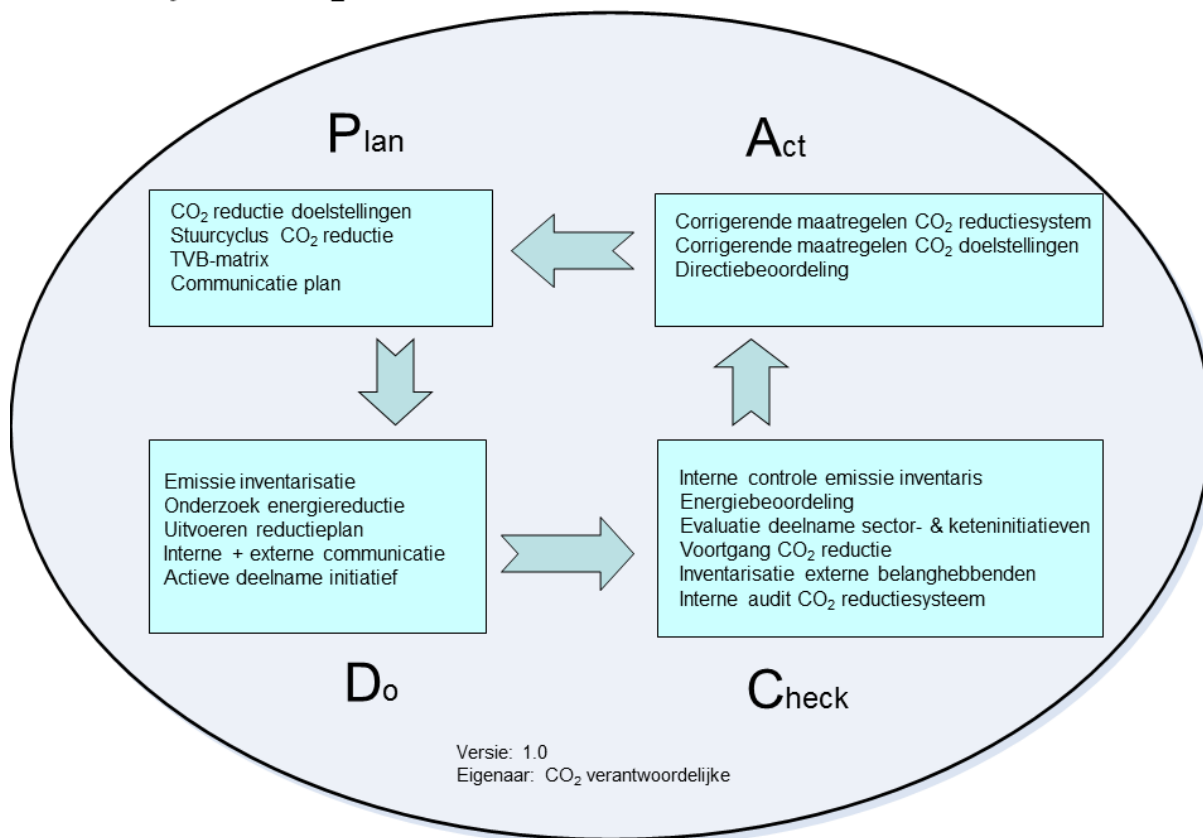 Plan
CO₂ reductie doelstellingen
Stuurcyclus CO₂ reductie
TVB-matrix
Communicatie plan
Act
Corrigerende maatregelen CO₂ reductiesystem
Corrigerende maatregelen CO₂ doelstellingen
Directiebeoordeling
Emissie inventarisatie
Onderzoek energiereductie
Uitvoeren reductieplan
Interne + externe communicatie
Actieve deelname initiatief
Do
Interne controle emissie inventaris
Energiebeoordeling
Evaluatie deelname sector- & keteninitiatieven
Voortgang CO₂ reductie
Inventarisatie externe belanghebbenden
Interne audit CO₂ reductiesysteem
Check
Versie: 1.0
Eigenaar: CO₂ verantwoordelijke